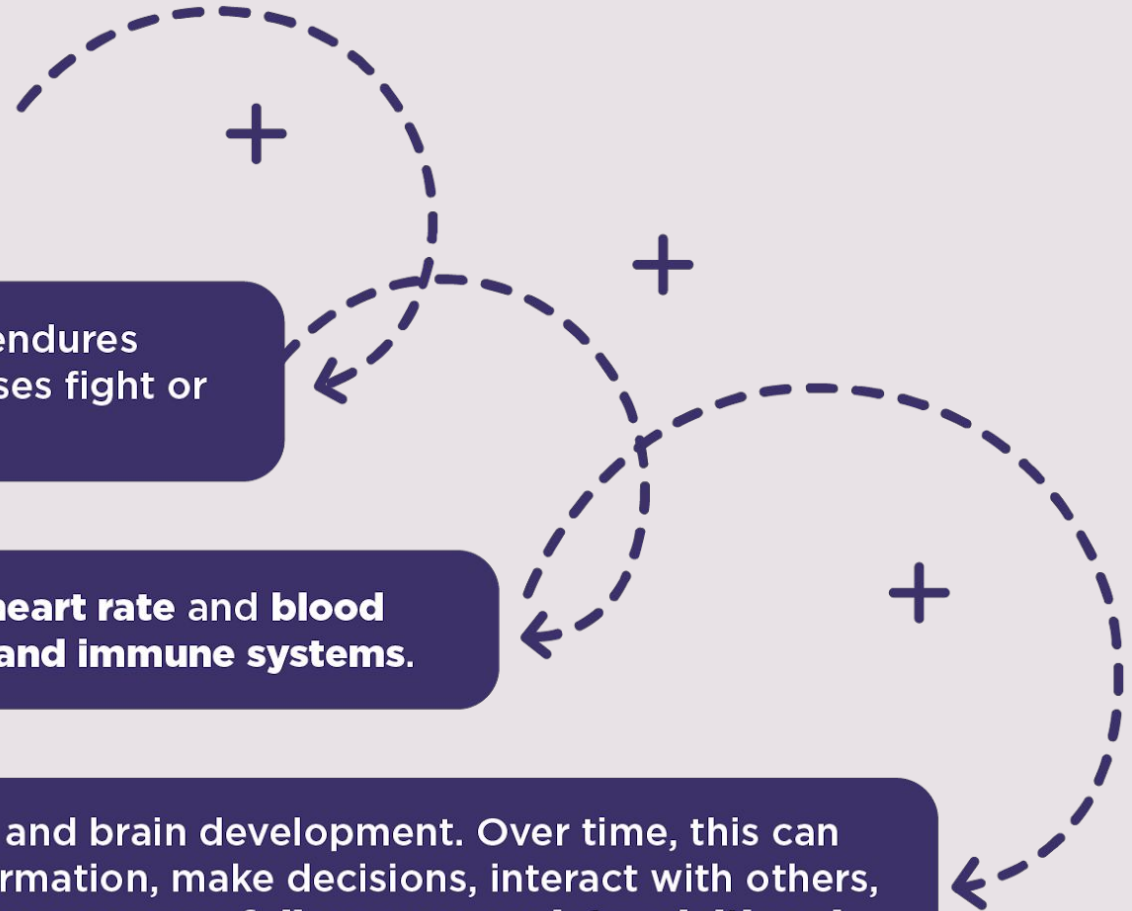 endures
ses fight or
heart rate and blood
and immune systems.
and brain development. Over time, this can
rmation, make decisions, interact with others,